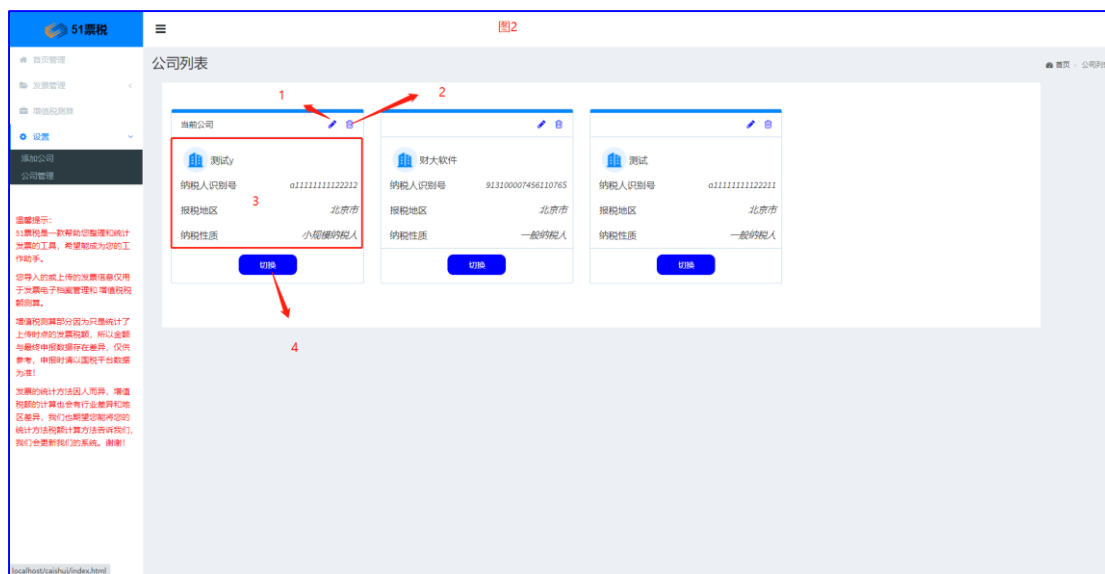 51票税
图2
首页管理
发票管理
增值税测算
设置
添加公司
公司管理
温馨提示:
51票税是一款帮助您整理和统计
发票的工具，希望能成为您的工
作助手。
您导入的或上传的发票信息仅用
于发票电子档案管理和 增值税税
额测算。
增值税测算部分因为只是统计了
上传时点的发票税额，所以金额
与最终申报数据存在差异，仅供
参考，申报时请以国税平台数据
为准!
发票的统计方法因人而异，增值
税额的计算也会有行业差异和地
区差异，我们也期望您能将您的
统计方法税额计算方法告诉我们，
我们会更新我们的系统。谢谢!
localhost/caishui/index.html
公司列表
首页 - 公司列
1
2
当前公司
测试y
纳税人识别号 a11111111122212
3
报税地区 北京市
纳税性质 小规模纳税人
切换
4
财大软件
纳税人识别号 91310000745611076S
报税地区 北京市
纳税性质 一般纳税人
切换
测试
纳税人识别号 a11111111122211
报税地区 北京市
纳税性质 一般纳税人
切换